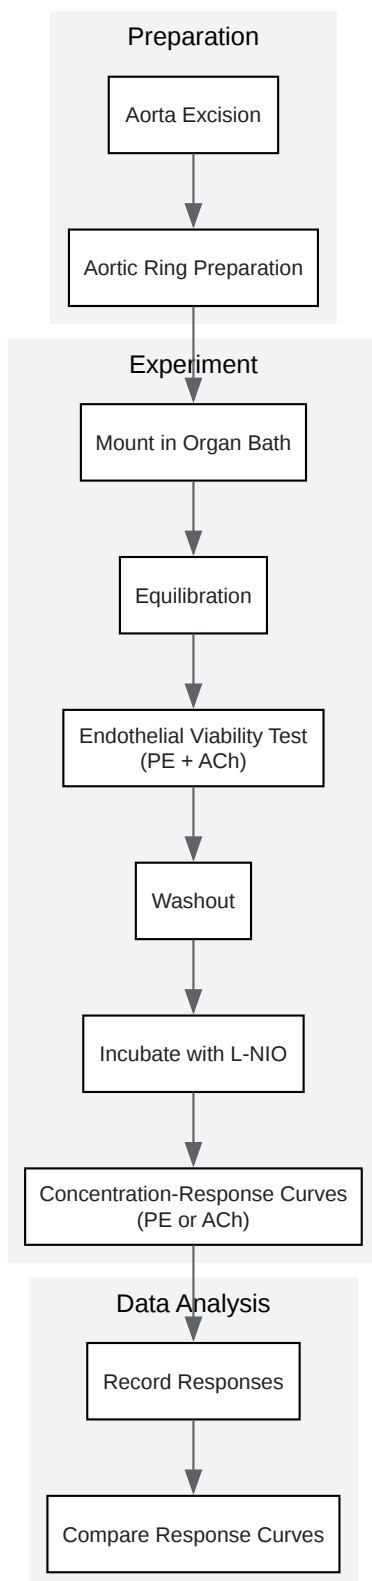 Preparation
Aorta Excision
Aortic Ring Preparation
Experiment
Mount in Organ Bath
Equilibration
Endothelial Viability Test
(PE + ACh)
Washout
Incubate with L-NIO
Concentration-Response Curves
(PE or ACh)
Data Analysis
Record Responses
Compare Response Curves